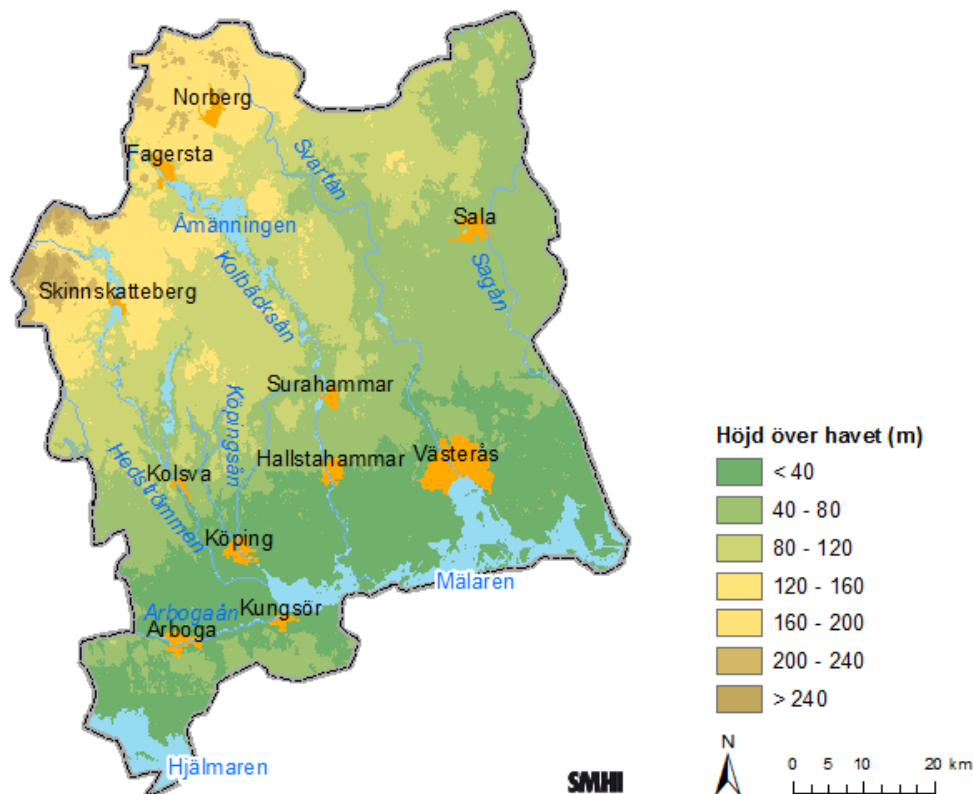 Norberg
Fagersta
Svartån
Sala
Åmänningen
Kolbäcksån
Sagån
Skinnskatteberg
Surahammar
Köpingsån
Hallstahammar
Västerås
Kolsva
Hedströmmen
Köping
Mälaren
Arbogaån
Kungsör
Arboga
Hjälmaren
Höjd över havet (m)
< 40
40 - 80
80 - 120
120 - 160
160 - 200
200 - 240
> 240
SMHI
N
0 5 10 20 km